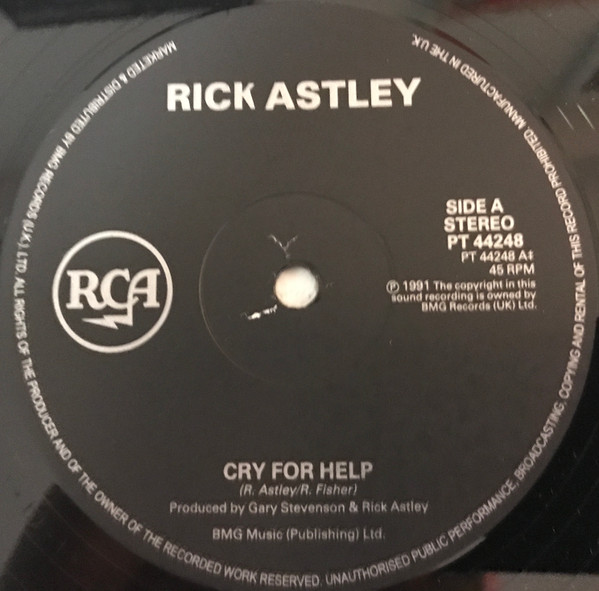 RICK ASTLEY
SIDE A
STEREO
PT 44248
PT 44248 A‡
45 RPM
℗ 1991 The copyright in this
sound recording is owned by
BMG Records (UK) Ltd.
RCA
CRY FOR HELP
(R. Astley/R. Fisher)
Produced by Gary Stevenson & Rick Astley
BMG Music (Publishing) Ltd.
MARKETED & DISTRIBUTED BY BMG RECORDS (U.K.) LTD. ALL RIGHTS OF THE PRODUCER AND OF THE OWNER OF THE RECORDED WORK RESERVED. UNAUTHORISED PUBLIC PERFORMANCE, BROADCASTING, COPYING AND RENTAL OF THIS RECORD PROHIBITED. MANUFACTURED IN THE U.K.